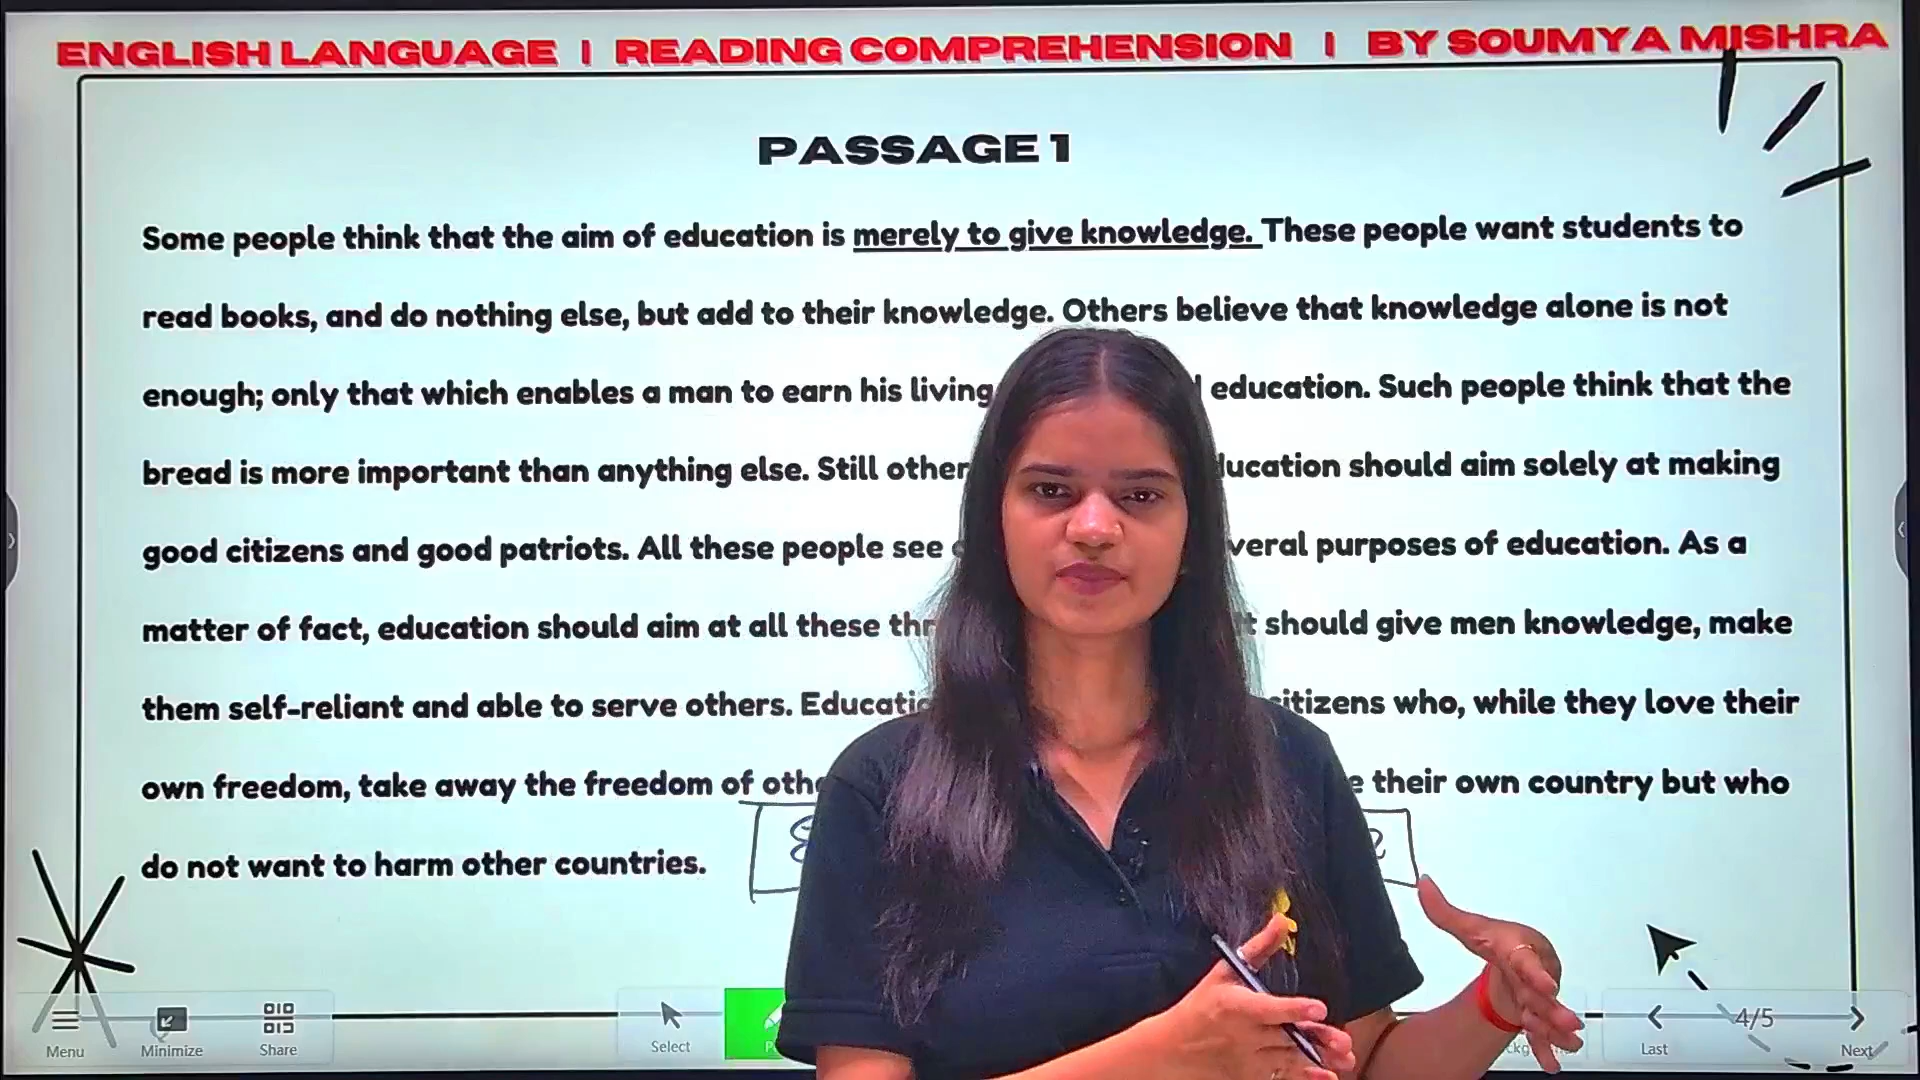 ENGLISH LANGUAGE | READING COMPREHENSION | BY SOUMYA MISHRA
PASSAGE 1
Some people think that the aim of education is merely to give knowledge. These people want students to
read books, and do nothing else, but add to their knowledge. Others believe that knowledge alone is not
enough; only that which enables a man to earn his living education. Such people think that the
bread is more important than anything else. Still other education should aim solely at making
good citizens and good patriots. All these people see several purposes of education. As a
matter of fact, education should aim at all these should give men knowledge, make
them self-reliant and able to serve others. citizens who, while they love their
own freedom, take away the freedom of their own country but who
do not want to harm other countries.
Menu
Minimize
Share
Select
4/5
Last
Next